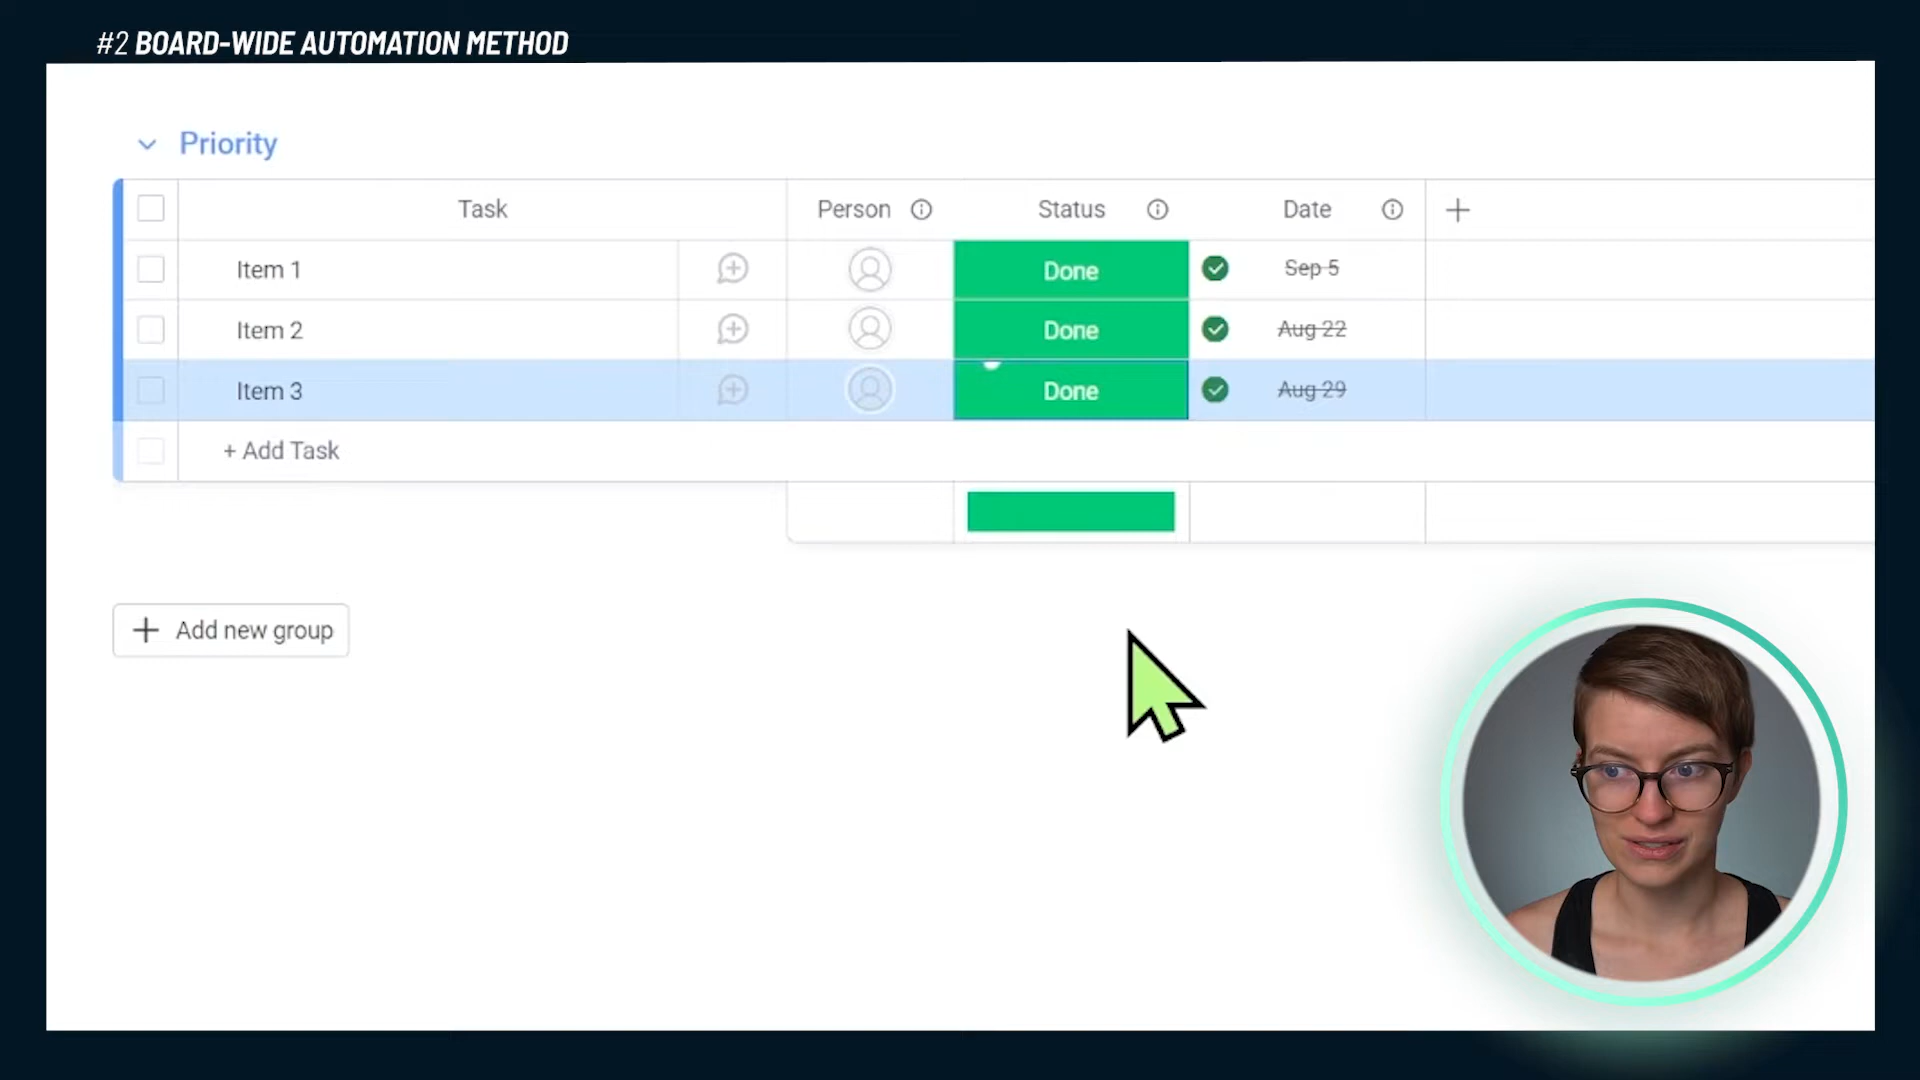 #2 BOARD-WIDE AUTOMATION METHOD
Priority
Task Person Status Date
Item 1 Done Sep 5
Item 2 Done Aug 22
Item 3 Done Aug 29
+ Add Task
+ Add new group